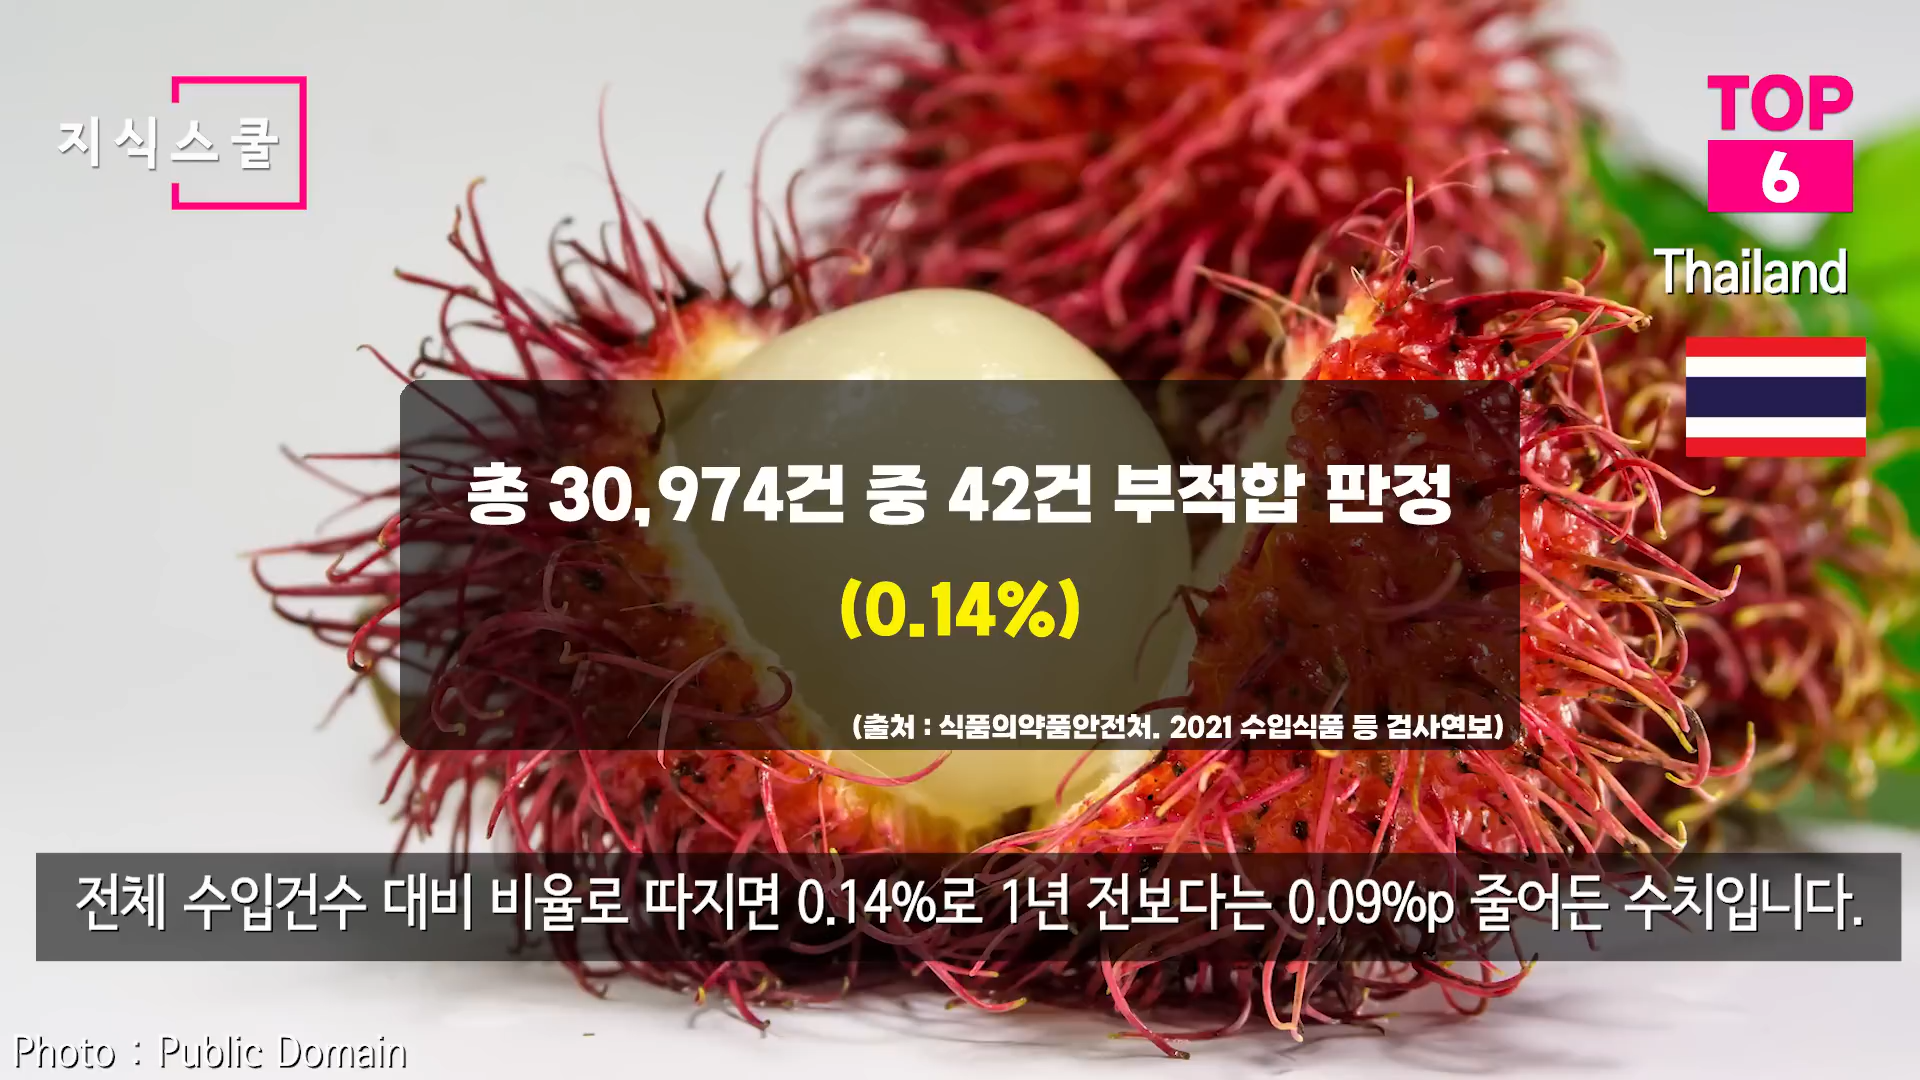 지식스쿨
TOP
6
Thailand
총 30,974건 중 42건 부적합 판정
(0.14%)
(출처 : 식품의약품안전처. 2021 수입식품 등 검사연보)
전체 수입건수 대비 비율로 따지면 0.14%로 1년 전보다는 0.09%p 줄어든 수치입니다.
Photo : Public Domain